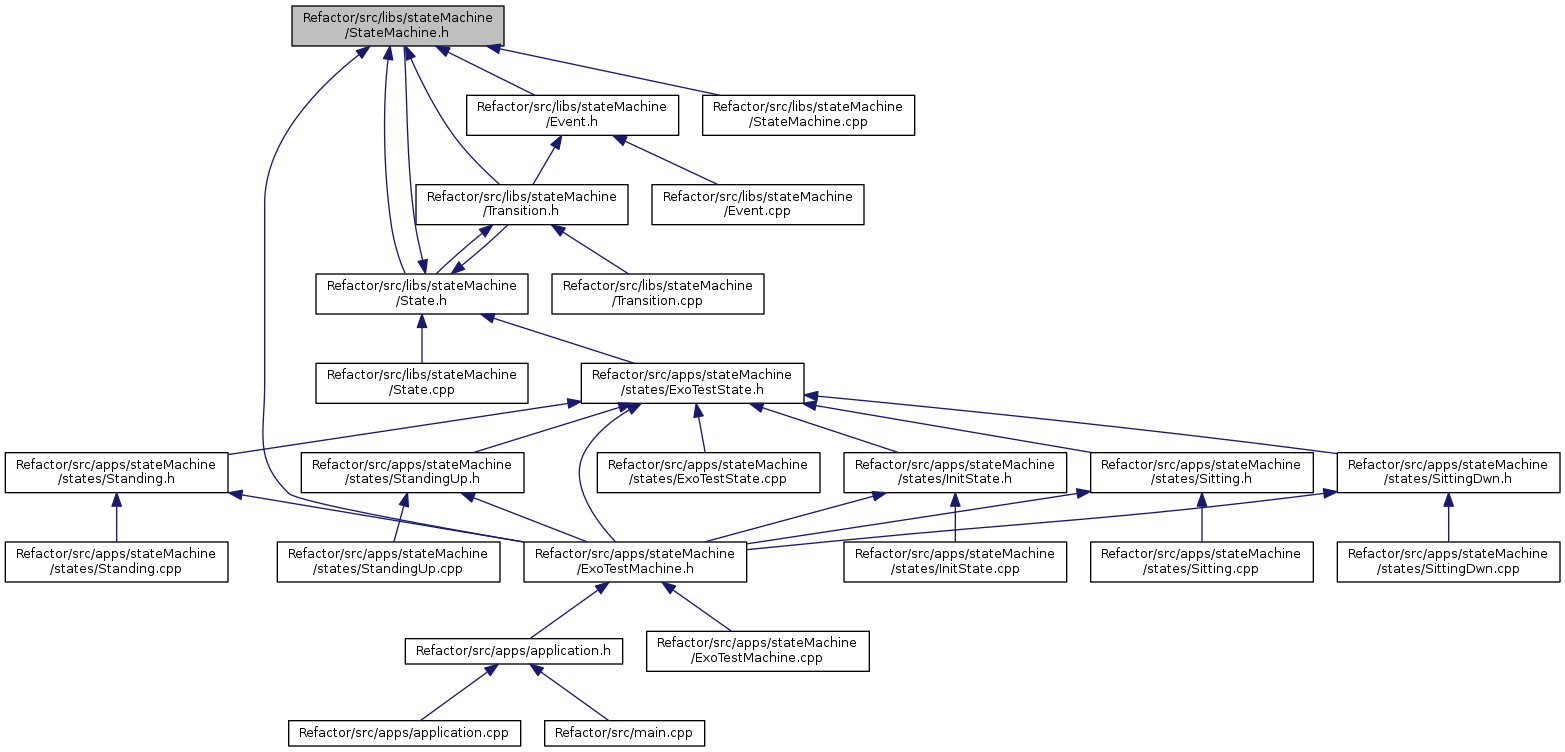 Refactor/src/libs/stateMachine
/StateMachine.h
Refactor/src/libs/stateMachine
/Event.h
Refactor/src/libs/stateMachine
/StateMachine.cpp
Refactor/src/libs/stateMachine
/Transition.h
Refactor/src/libs/stateMachine
/Event.cpp
Refactor/src/libs/stateMachine
/State.h
Refactor/src/libs/stateMachine
/Transition.cpp
Refactor/src/libs/stateMachine
/State.cpp
Refactor/src/apps/stateMachine
/states/ExoTestState.h
Refactor/src/apps/stateMachine
/states/Standing.h
Refactor/src/apps/stateMachine
/states/StandingUp.h
Refactor/src/apps/stateMachine
/states/ExoTestState.cpp
Refactor/src/apps/stateMachine
/states/InitState.h
Refactor/src/apps/stateMachine
/states/Sitting.h
Refactor/src/apps/stateMachine
/states/SittingDwn.h
Refactor/src/apps/stateMachine
/states/Standing.cpp
Refactor/src/apps/stateMachine
/states/StandingUp.cpp
Refactor/src/apps/stateMachine
/ExoTestMachine.h
Refactor/src/apps/stateMachine
/states/InitState.cpp
Refactor/src/apps/stateMachine
/states/Sitting.cpp
Refactor/src/apps/stateMachine
/states/SittingDwn.cpp
Refactor/src/apps/application.h
Refactor/src/apps/stateMachine
/ExoTestMachine.cpp
Refactor/src/apps/application.cpp
Refactor/src/main.cpp